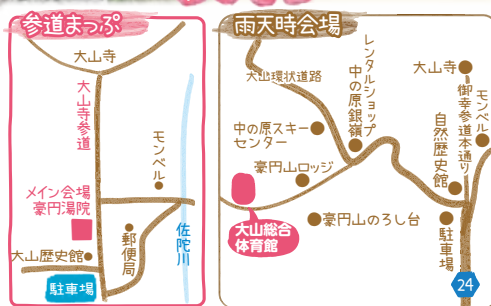 参道まっぷ
大山寺
大山寺参道
モンベル
メイン会場
豪円湯院
郵便局
佐陀川
大山歴史館
駐車場
雨天時会場
大山環状道路
レンタルショップ
中の原銀嶺
大山寺
御幸参道本通り
モンベル
中の原スキー
センター
自然歴史館
豪円山ロッジ
大山総合
体育館
豪円山のろし台
駐車場
24